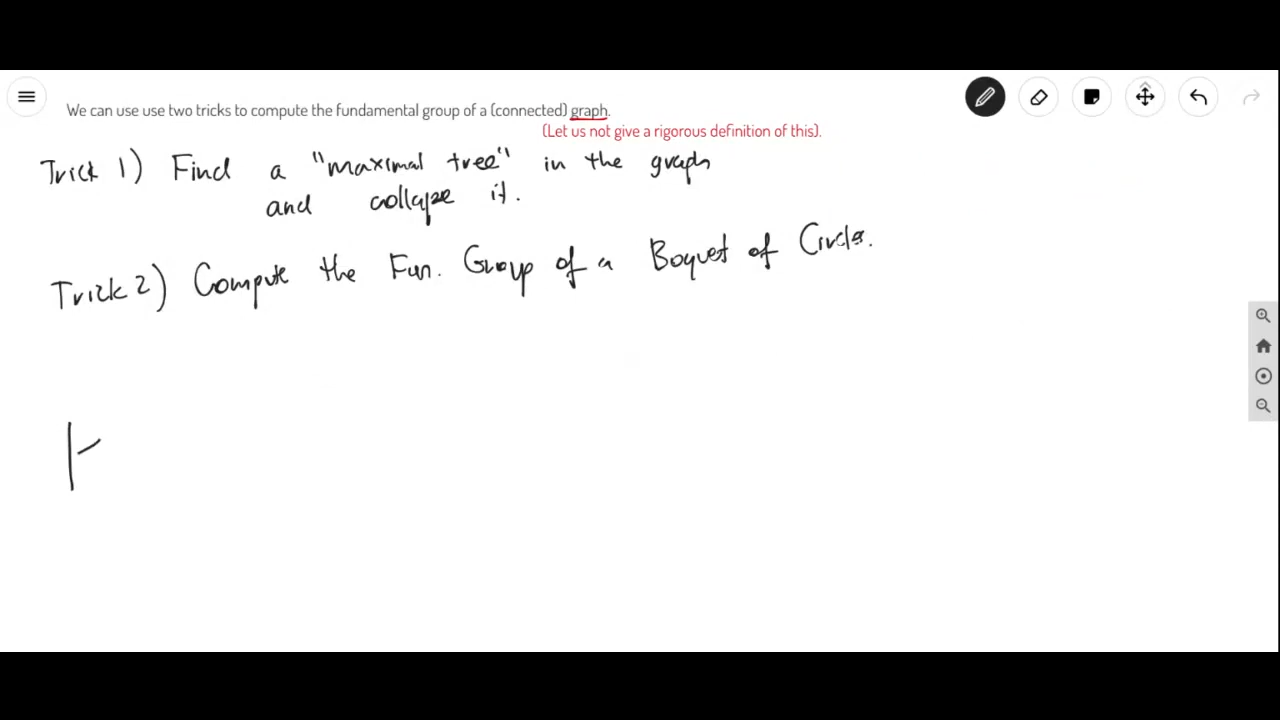 We can use use two tricks to compute the fundamental group of a (connected) graph.
(Let us not give a rigorous definition of this).
Trick 1) Find a "maximal tree" in the graph
and collapse it.
Trick 2) Compute the Fun. Group of a Boquet of Circles.